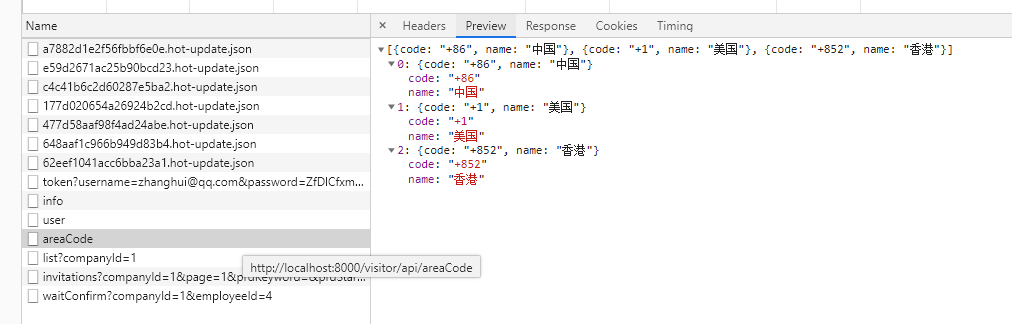 Name
a7882d1e2f56fbbf6e0e.hot-update.json
e59d2671ac25b90bcd23.hot-update.json
c4c41b6c2d60287e5ba2.hot-update.json
177d020654a26924b2cd.hot-update.json
477d58aaf98f4ad24abe.hot-update.json
648aaf1c966b949d83b4.hot-update.json
62eef1041acc6bba23a1.hot-update.json
token?username=zhanghui@qq.com&password=ZfDlCfxm...
info
user
areaCode
list?companyId=1
invitations?companyId=1&page=1&prdKeyword=&prdStar...
waitConfirm?companyId=1&employeeId=4
http://localhost:8000/visitor/api/areaCode
× Headers Preview Response Cookies Timing
[{code: "+86", name: "中国"}, {code: "+1", name: "美国"}, {code: "+852", name: "香港"}]
0: {code: "+86", name: "中国"}
code: "+86"
name: "中国"
1: {code: "+1", name: "美国"}
code: "+1"
name: "美国"
2: {code: "+852", name: "香港"}
code: "+852"
name: "香港"